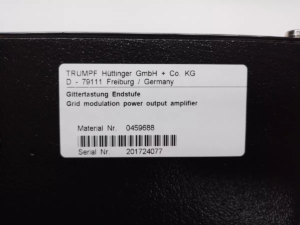 TRUMPF Hüttinger GmbH + Co. KG
D - 79111 Freiburg / Germany
Gittertastung Endstufe
Grid modulation power output amplifier
Material Nr. 0459688
Serial Nr. 201724077